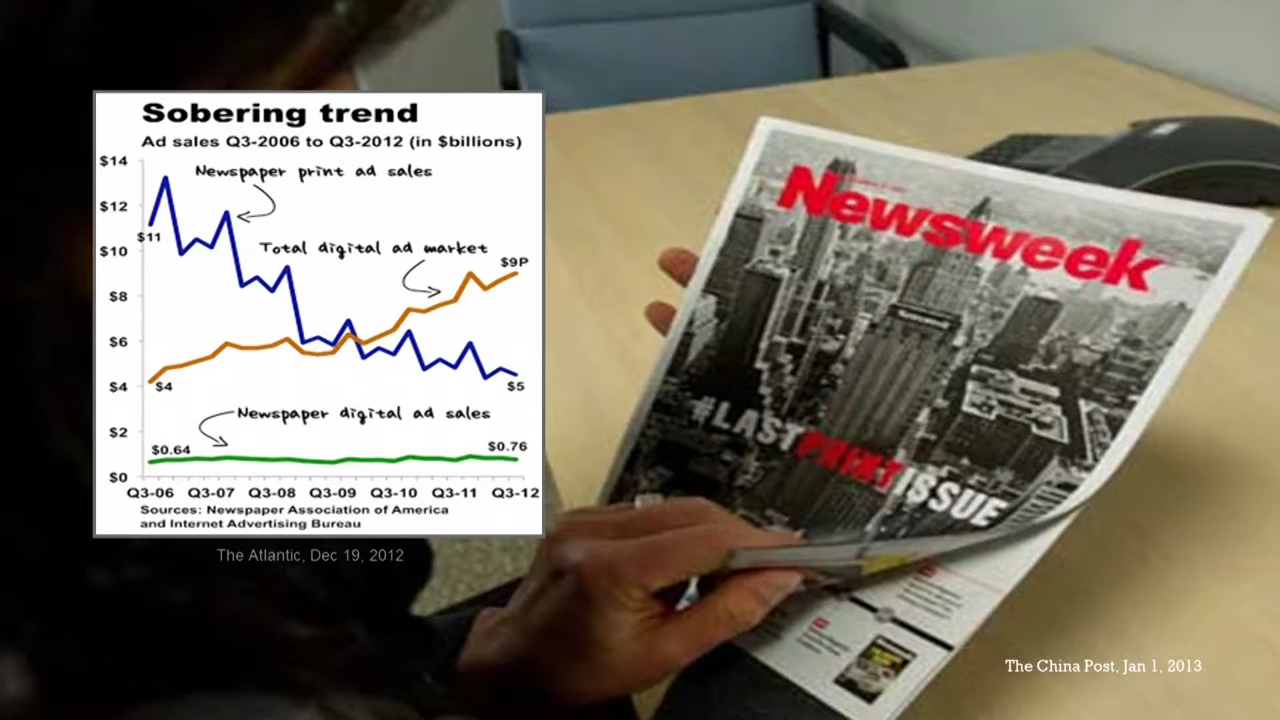 Sobering trend
Ad sales Q3-2006 to Q3-2012 (in $billions)
$14
Newspaper print ad sales
$12
$11
$10
Total digital ad market
$9P
$8
$6
$4
$4
$5
Newspaper digital ad sales
$2
$0.64
$0.76
$0
Q3-06 Q3-07 Q3-08 Q3-09 Q3-10 Q3-11 Q3-12
Sources: Newspaper Association of America
and Internet Advertising Bureau
The Atlantic, Dec 19, 2012
Newsweek
#LASTPRINTISSUE
The China Post, Jan 1, 2013